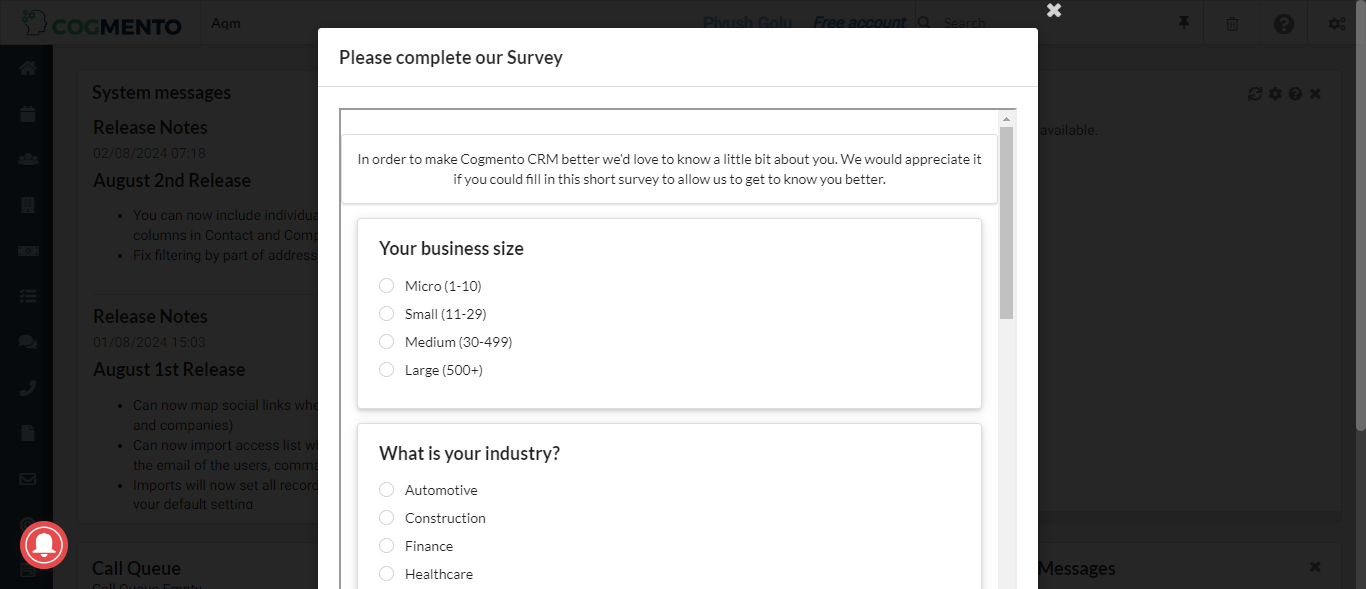 COGMENTO
Aqm
Piyush Golu
Free account
Search
Please complete our Survey
In order to make Cogmento CRM better we'd love to know a little bit about you. We would appreciate it
if you could fill in this short survey to allow us to get to know you better.
Your business size
Micro (1-10)
Small (11-29)
Medium (30-499)
Large (500+)
What is your industry?
Automotive
Construction
Finance
Healthcare
System messages
Release Notes
02/08/2024 07:18
August 2nd Release
• You can now include individua
columns in Contact and Comp
• Fix filtering by part of address
Release Notes
01/08/2024 15:03
August 1st Release
• Can now map social links whe
and companies)
• Can now import access list wi
the email of the users, comma
• Imports will now set all record
your default setting
available.
Call Queue
Call Queue Empty
Messages